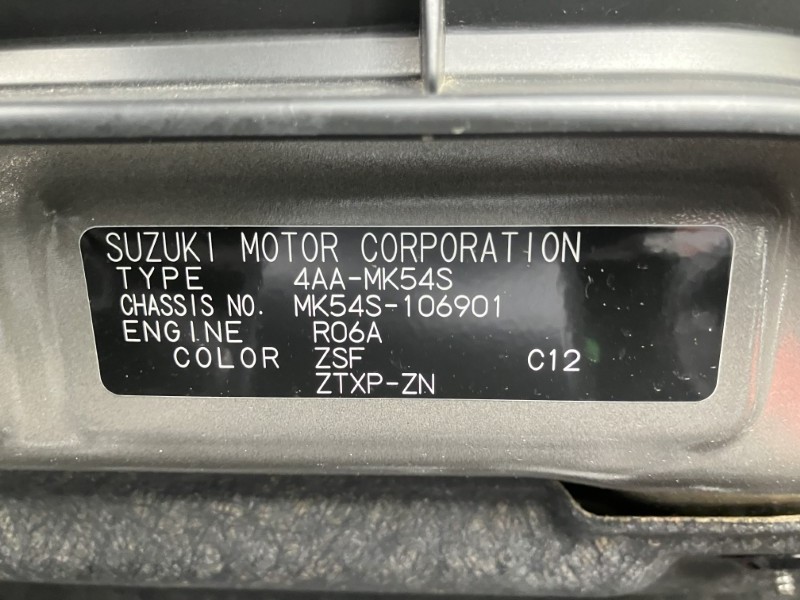 SUZUKI MOTOR CORPORATION
TYPE 4AA-MK54S
CHASSIS NO. MK54S-106901
ENGINE R06A
COLOR ZSF C12
ZTXP-ZN